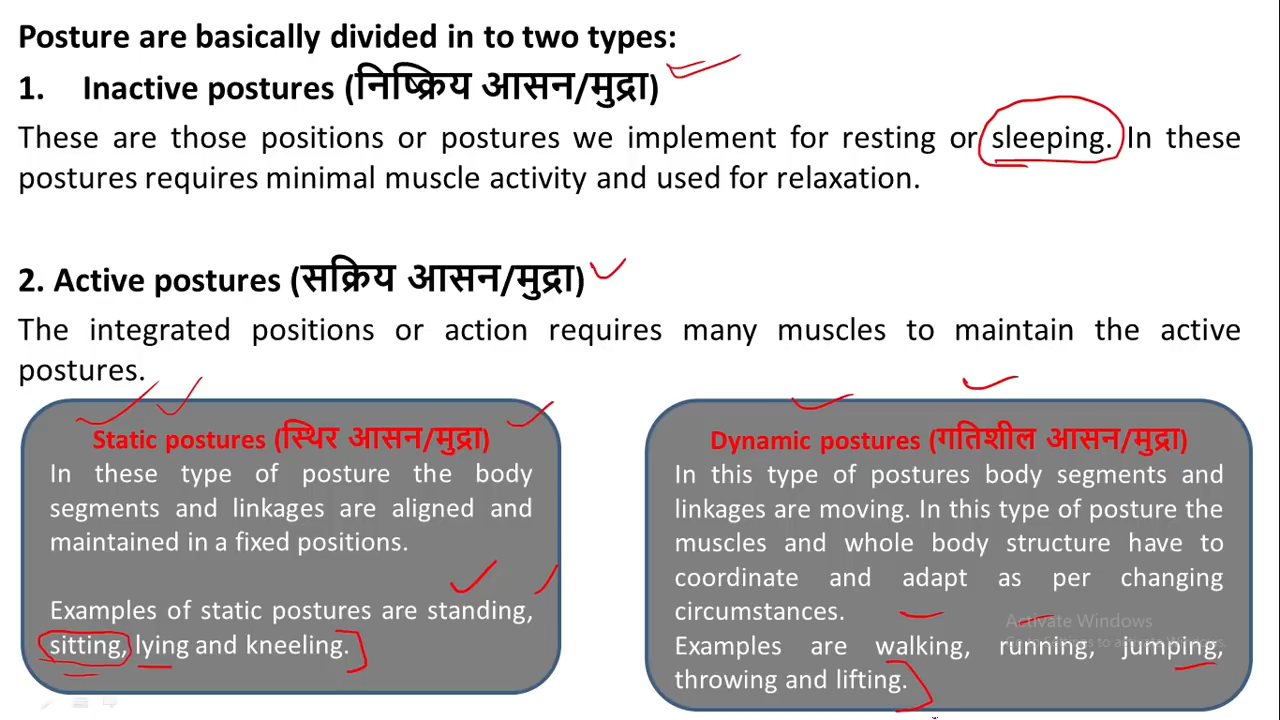 Posture are basically divided in to two types:
1. Inactive postures (निष्क्रिय आसन/मुद्रा)
These are those positions or postures we implement for resting or sleeping. In these
postures requires minimal muscle activity and used for relaxation.
2. Active postures (सक्रिय आसन/मुद्रा)
The integrated positions or action requires many muscles to maintain the active
postures.
Static postures (स्थिर आसन/मुद्रा)
In these type of posture the body
segments and linkages are aligned and
maintained in a fixed positions.
Examples of static postures are standing,
sitting, lying and kneeling.
Dynamic postures (गतिशील आसन/मुद्रा)
In this type of postures body segments and
linkages are moving. In this type of posture the
muscles and whole body structure have to
coordinate and adapt as per changing
circumstances.
Examples are walking, running, jumping,
throwing and lifting.
Activate Windows
Go to Settings to activate Windows.